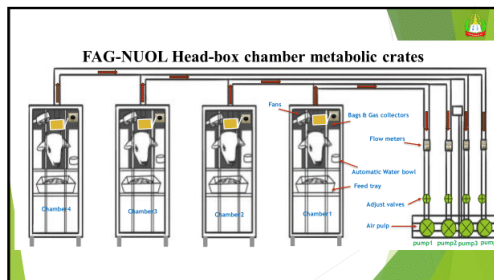 FAG-NUOL Head-box chamber metabolic crates
Fans
Bags & Gas collectors
Flow meters
Automatic Water bowl
Feed tray
Chamber4
Chamber3
Chamber2
Chamber1
Adjust valves
Air pulp
pump1 pump2 pump3 pump